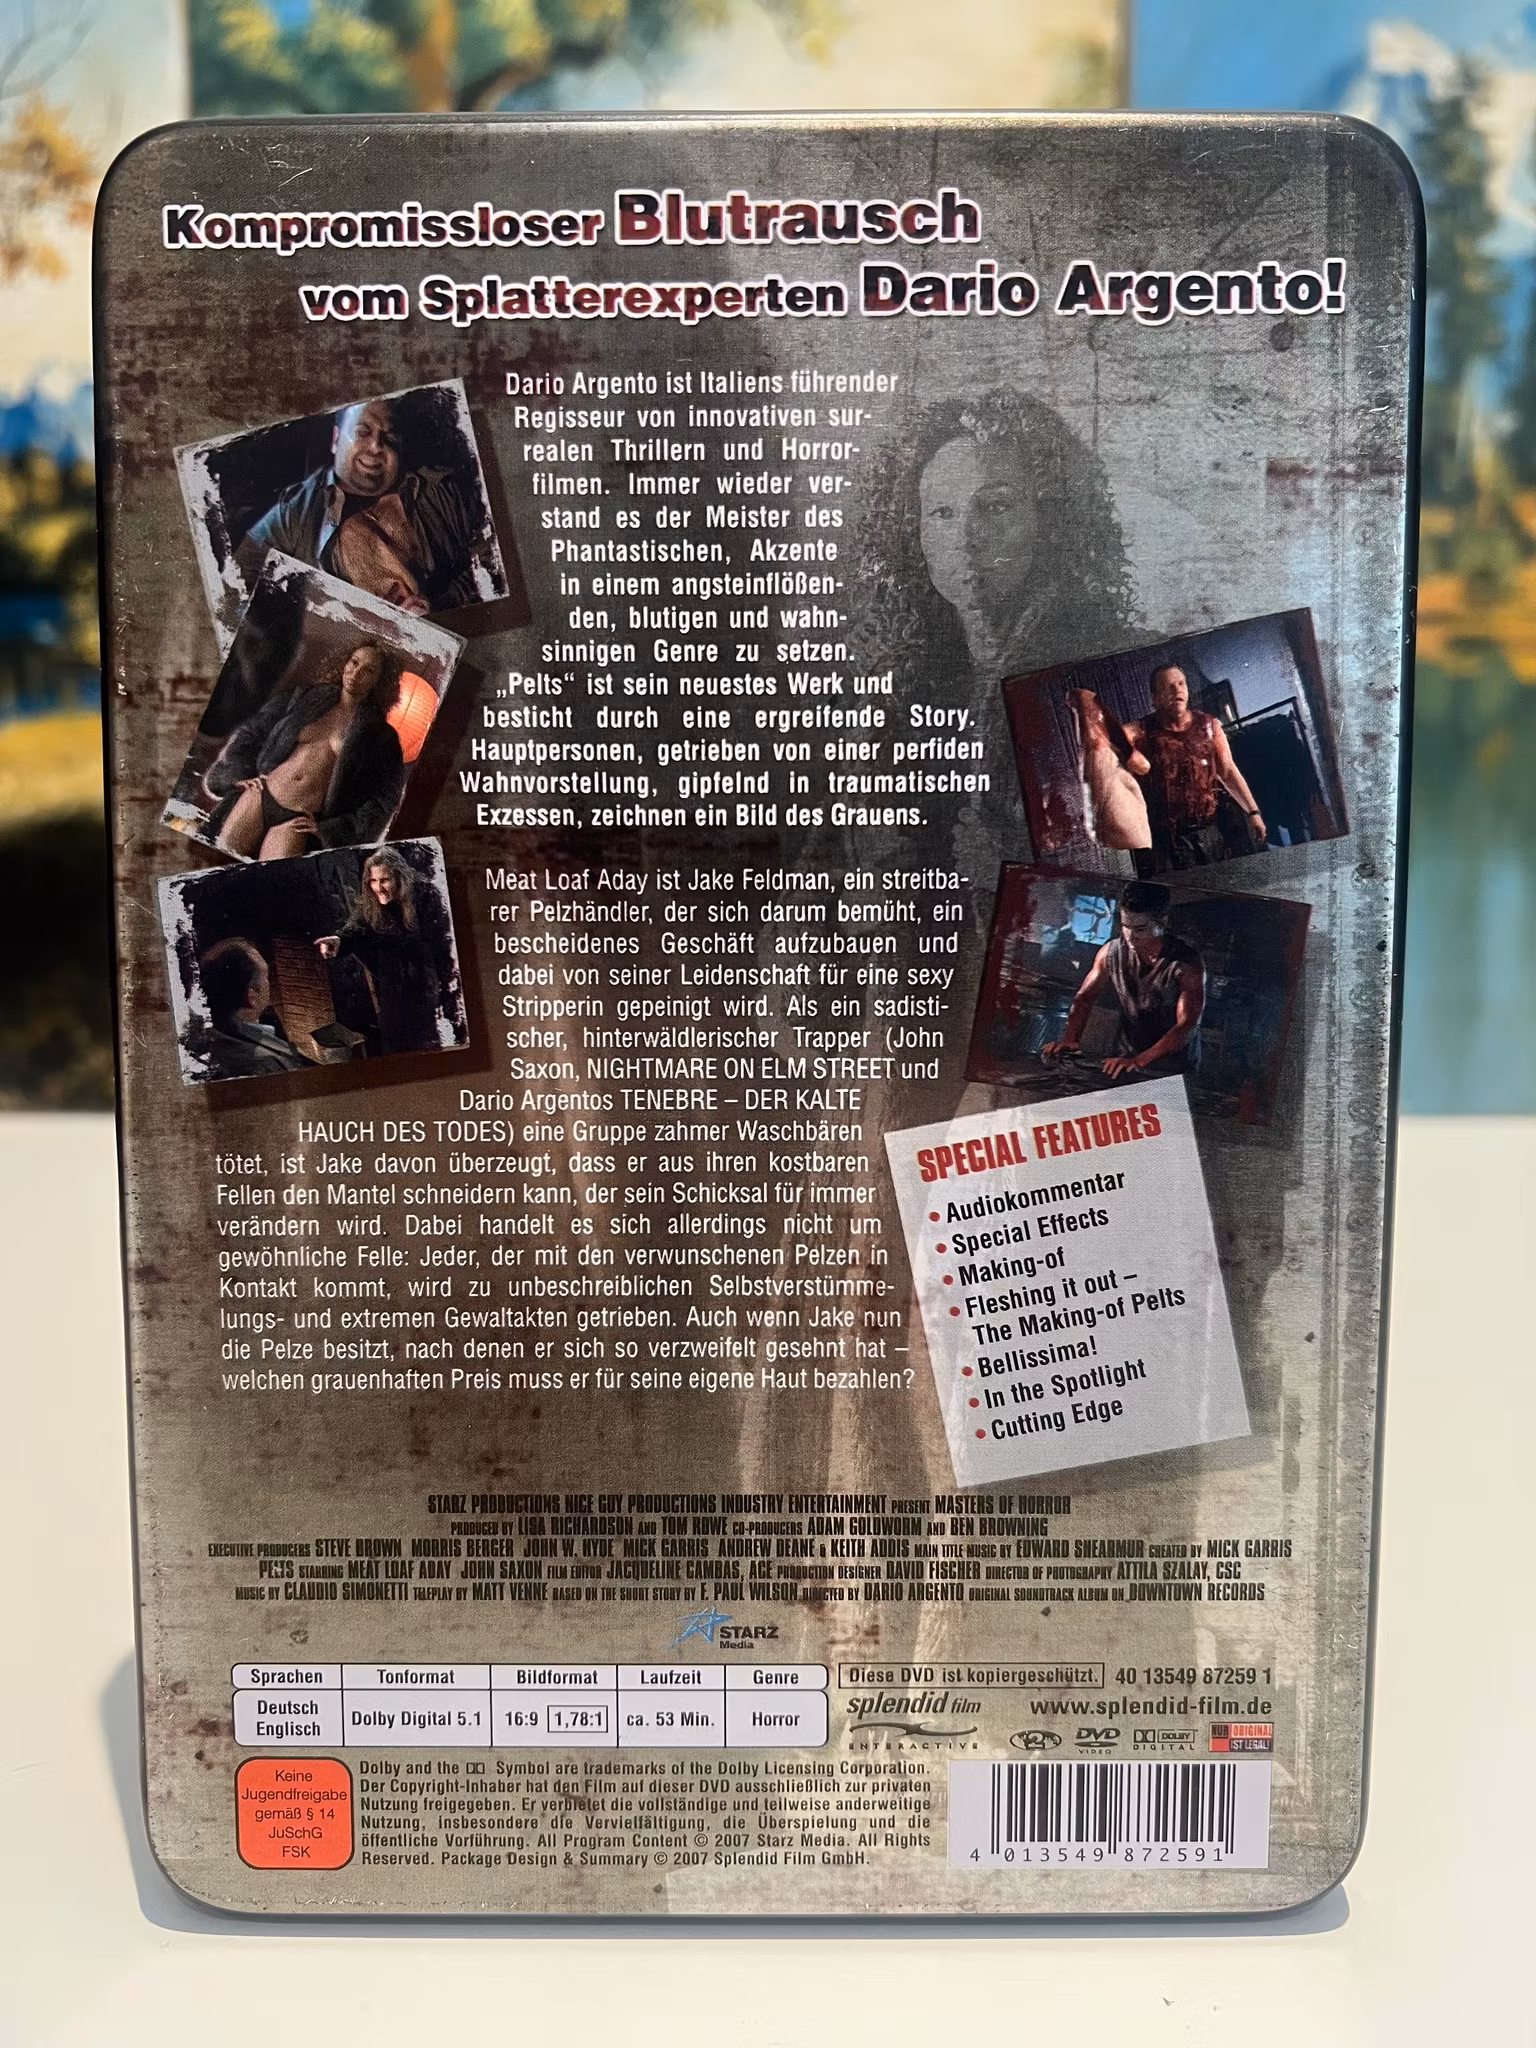 Kompromissloser Blutrausch
vom Splatterexperten Dario Argento!
Dario Argento ist Italiens führender
Regisseur von innovativen sur-
realen Thrillern und Horror-
filmen. Immer wieder ver-
stand es der Meister des
Phantastischen, Akzente
in einem angsteinflößen-
den, blutigen und wahn-
sinnigen Genre zu setzen.
„Pelts“ ist sein neuestes Werk und
besticht durch eine ergreifende Story.
Hauptpersonen, getrieben von einer perfiden
Wahnvorstellung, gipfelnd in traumatischen
Exzessen, zeichnen ein Bild des Grauens.
Meat Loaf Aday ist Jake Feldman, ein streitba-
rer Pelzhändler, der sich darum bemüht, ein
bescheidenes Geschäft aufzubauen und
dabei von seiner Leidenschaft für eine sexy
Stripperin gepeinigt wird. Als ein sadisti-
scher, hinterwäldlerischer Trapper (John
Saxon, NIGHTMARE ON ELM STREET und
Dario Argentos TENEBRE – DER KALTE
HAUCH DES TODES) eine Gruppe zahmer Waschbären
tötet, ist Jake davon überzeugt, dass er aus ihren kostbaren
Fellen den Mantel schneidern kann, der sein Schicksal für immer
verändern wird. Dabei handelt es sich allerdings nicht um
gewöhnliche Felle: Jeder, der mit den verwunschenen Pelzen in
Kontakt kommt, wird zu unbeschreiblichen Selbstverstümme-
lungs- und extremen Gewaltakten getrieben. Auch wenn Jake nun
die Pelze besitzt, nach denen er sich so verzweifelt gesehnt hat –
welchen grauenhaften Preis muss er für seine eigene Haut bezahlen?
SPECIAL FEATURES
• Audiokommentar
• Special Effects
• Making-of
• Fleshing it out –
The Making-of Pelts
• Bellissima!
• In the Spotlight
• Cutting Edge
STARZ PRODUCTIONS NICE GUY PRODUCTIONS INDUSTRY ENTERTAINMENT PRESENT MASTERS OF HORROR
PRODUCED BY LISA RICHARDSON AND TOM ROWE CO-PRODUCERS ADAM GOLDWORM AND BEN BROWNING
EXECUTIVE PRODUCERS STEVE BROWN MORRIS BERGER JOHN W. HYDE MICK GARRIS ANDREW DEANE & KEITH ADDIS MAIN TITLE MUSIC BY EDWARD SHEARMUR CREATED BY MICK GARRIS
PELTS STARRING MEAT LOAF ADAY JOHN SAXON FILM EDITOR JACQUELINE CAMBAS, ACE PRODUCTION DESIGNER DAVID FISCHER DIRECTOR OF PHOTOGRAPHY ATTILA SZALAY, CSC
MUSIC BY CLAUDIO SIMONETTI TELEPLAY BY MATT VENNE BASED ON THE SHORT STORY BY F. PAUL WILSON DIRECTED BY DARIO ARGENTO ORIGINAL SOUNDTRACK ALBUM ON DOWNTOWN RECORDS
STARZ
Media
Sprachen Tonformat Bildformat Laufzeit Genre
Deutsch
Englisch
Dolby Digital 5.1 16:9 1,78:1 ca. 53 Min. Horror
Diese DVD ist kopiergeschützt. 40 13549 87259 1
splendid film www.splendid-film.de
INTERACTIVE
2 DVD VIDEO DOLBY DIGITAL NUR ORIGINAL IST LEGAL!
Keine
Jugendfreigabe
gemäß § 14
JuSchG
FSK
Dolby and the Symbol are trademarks of the Dolby Licensing Corporation.
Der Copyright-Inhaber hat den Film auf dieser DVD ausschließlich zur privaten
Nutzung freigegeben. Er verbietet die vollständige und teilweise anderweitige
Nutzung, insbesondere die Vervielfältigung, die Überspielung und die
öffentliche Vorführung. All Program Content © 2007 Starz Media. All Rights
Reserved. Package Design & Summary © 2007 Splendid Film GmbH.
4 013549 872591